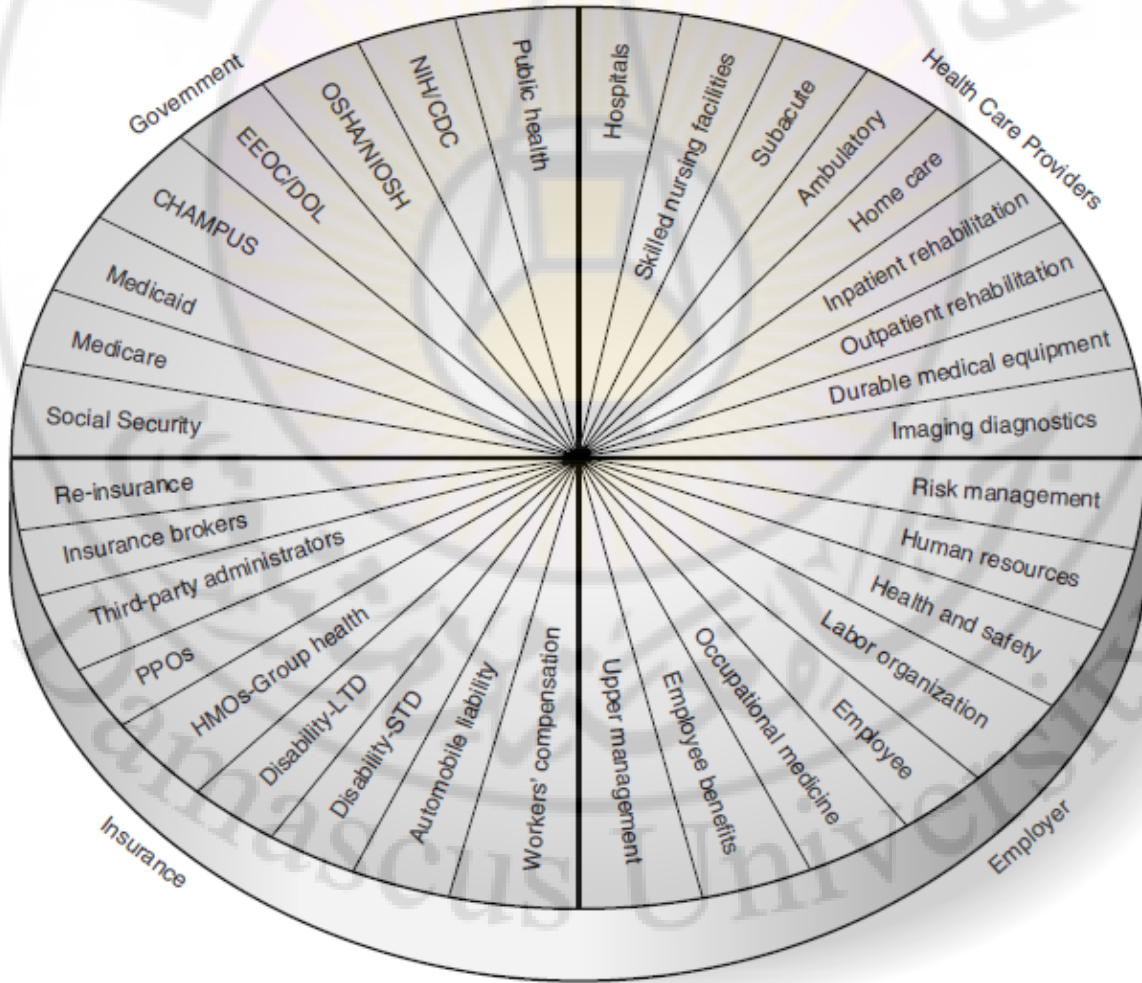 Government
Health Care Providers
Public health
NIH/CDC
OSHA/NIOSH
EEOC/DOL
CHAMPUS
Medicaid
Medicare
Social Security
Hospitals
Skilled nursing facilities
Subacute
Ambulatory
Home care
Inpatient rehabilitation
Outpatient rehabilitation
Durable medical equipment
Imaging diagnostics
Re-insurance
Insurance brokers
Third-party administrators
PPOs
HMOs-Group health
Disability-LTD
Disability-STD
Automobile liability
Workers' compensation
Risk management
Human resources
Health and safety
Labor organization
Employee
Occupational medicine
Employee benefits
Upper management
Insurance
Employer
Damascus University